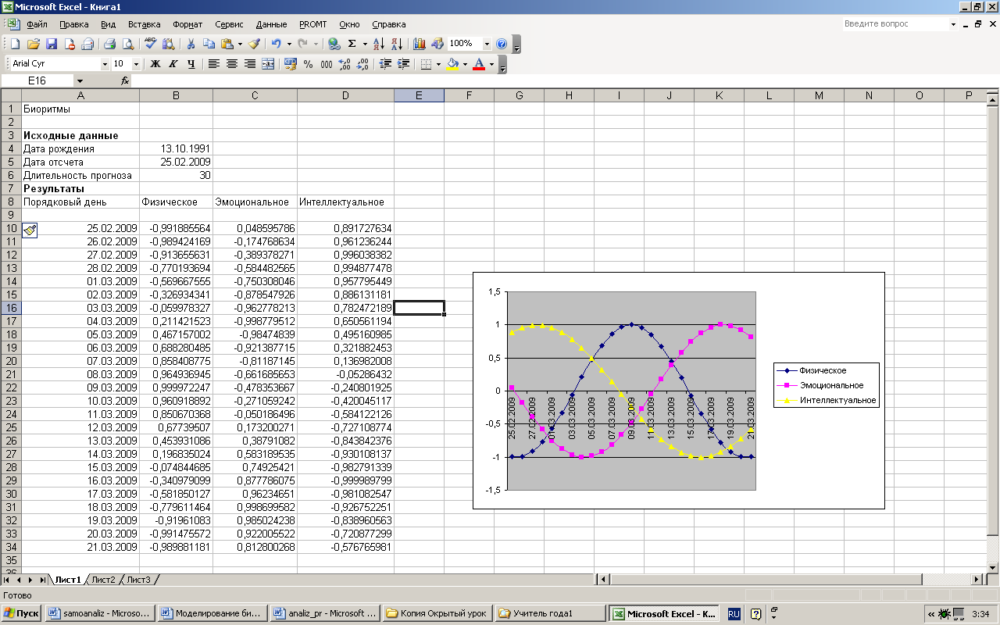 Microsoft Excel - Книга1
Файл Правка Вид Вставка Формат Сервис Данные PROMT Окно Справка Введите вопрос
100%
Arial Cyr 10 Ж К Ч % 000
E16 fx
A B C D E F G H I J K L M N O P
1 Биоритмы
2
3 Исходные данные
4 Дата рождения 13.10.1991
5 Дата отсчета 25.02.2009
6 Длительность прогноза 30
7 Результаты
8 Порядковый день Физическое Эмоциональное Интеллектуальное
9
10 25.02.2009 -0,991885564 0,048595786 0,891727634
11 26.02.2009 -0,989424169 -0,174768634 0,961236244
12 27.02.2009 -0,913655631 -0,389378271 0,996038382
13 28.02.2009 -0,770193694 -0,584482565 0,994877478
14 01.03.2009 -0,569667555 -0,750308046 0,957795449
15 02.03.2009 -0,326934341 -0,878547926 0,886131181
16 03.03.2009 -0,059978327 -0,962778213 0,782472189
17 04.03.2009 0,211421523 -0,998779512 0,650561194
18 05.03.2009 0,467157002 -0,98474839 0,495160985
19 06.03.2009 0,688280485 -0,921387715 0,321882453
20 07.03.2009 0,858408775 -0,81187145 0,136982008
21 08.03.2009 0,964936945 -0,661685653 -0,05286432
22 09.03.2009 0,999972247 -0,478353667 -0,240801925
23 10.03.2009 0,960918692 -0,271059242 -0,420045117
24 11.03.2009 0,850670368 -0,050186496 -0,584122126
25 12.03.2009 0,67739507 0,173200271 -0,727108774
26 13.03.2009 0,453931086 0,38791082 -0,843842376
27 14.03.2009 0,196835024 0,583189535 -0,930108137
28 15.03.2009 -0,074844685 0,74925421 -0,982791339
29 16.03.2009 -0,340979099 0,877786075 -0,999989799
30 17.03.2009 -0,581850127 0,96234651 -0,981082547
31 18.03.2009 -0,779611464 0,998699582 -0,926752251
32 19.03.2009 -0,91961083 0,985024238 -0,838960563
33 20.03.2009 -0,991475572 0,922005522 -0,720877299
34 21.03.2009 -0,989881181 0,812800268 -0,576765981
35
36
1,5
1
0,5
0
-0,5
-1
-1,5
25.02.2009 27.02.2009 01.03.2009 03.03.2009 05.03.2009 07.03.2009 09.03.2009 11.03.2009 13.03.2009 15.03.2009 17.03.2009 19.03.2009 21.03.2009
Физическое
Эмоциональное
Интеллектуальное
Лист1 Лист2 Лист3
Готово
Пуск samoanaliz - Microso... Моделирование би... analiz_pr - Microsoft ... Копия Окрытый урок Учитель года1 Microsoft Excel - К... RU 3:34